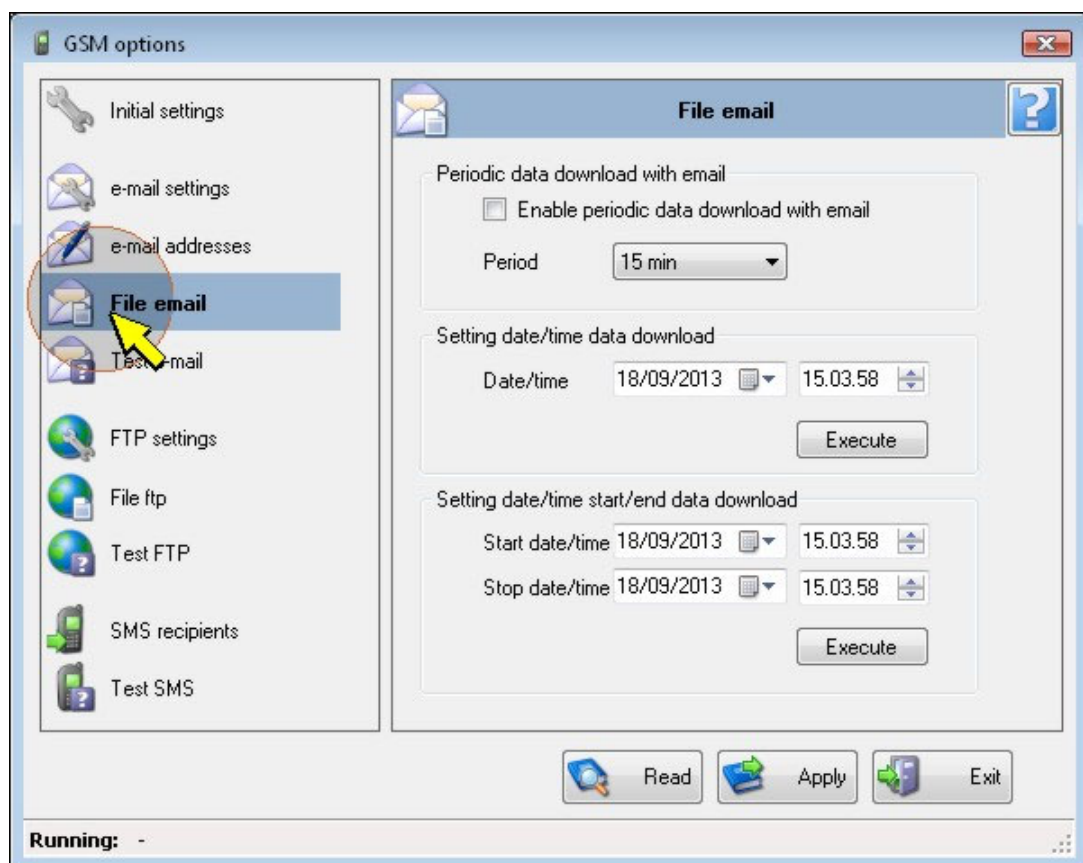 GSM options
Initial settings
e-mail settings
e-mail addresses
File email
Test e-mail
FTP settings
File ftp
Test FTP
SMS recipients
Test SMS
File email
Periodic data download with email
Enable periodic data download with email
Period 15 min
Setting date/time data download
Date/time 18/09/2013 15.03.58
Execute
Setting date/time start/end data download
Start date/time 18/09/2013 15.03.58
Stop date/time 18/09/2013 15.03.58
Execute
Read Apply Exit
Running: -